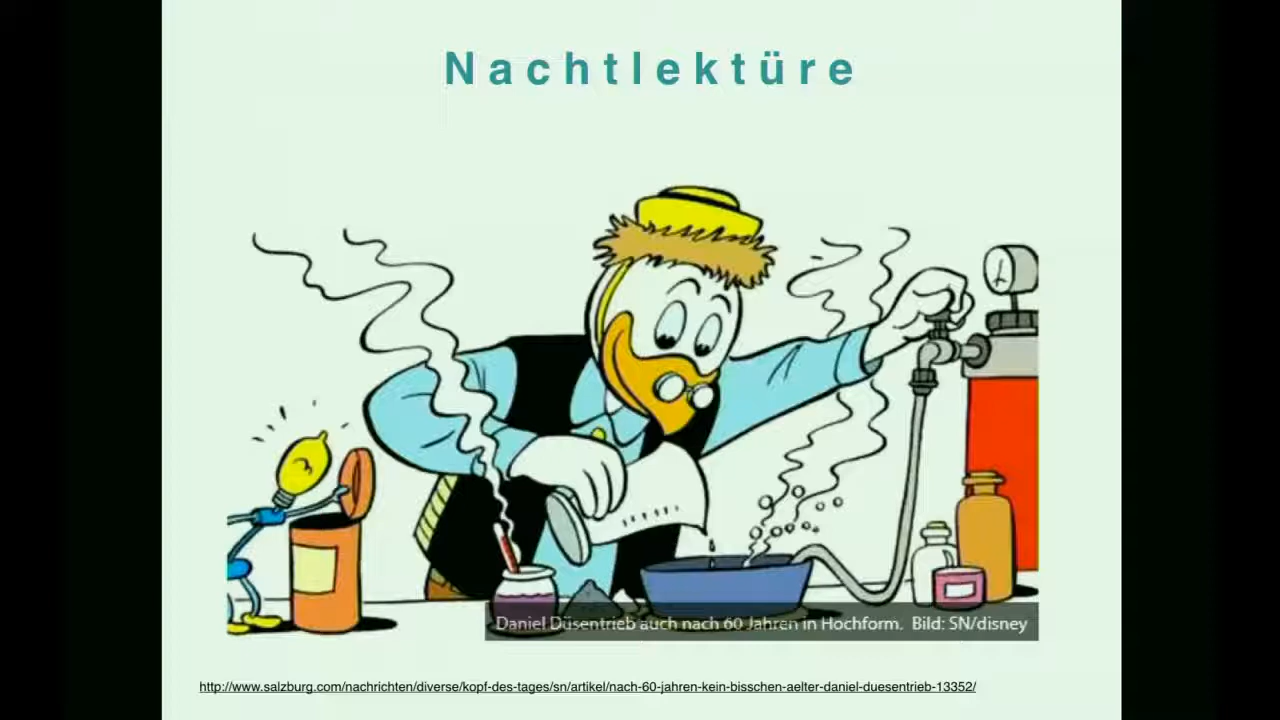 Nachtlektüre
Daniel Düsentrieb auch nach 60 Jahren in Hochform. Bild: SN/disney
http://www.salzburg.com/nachrichten/diverse/kopf-des-tages/sn/artikel/nach-60-jahren-kein-bisschen-aelter-daniel-duesentrieb-13352/